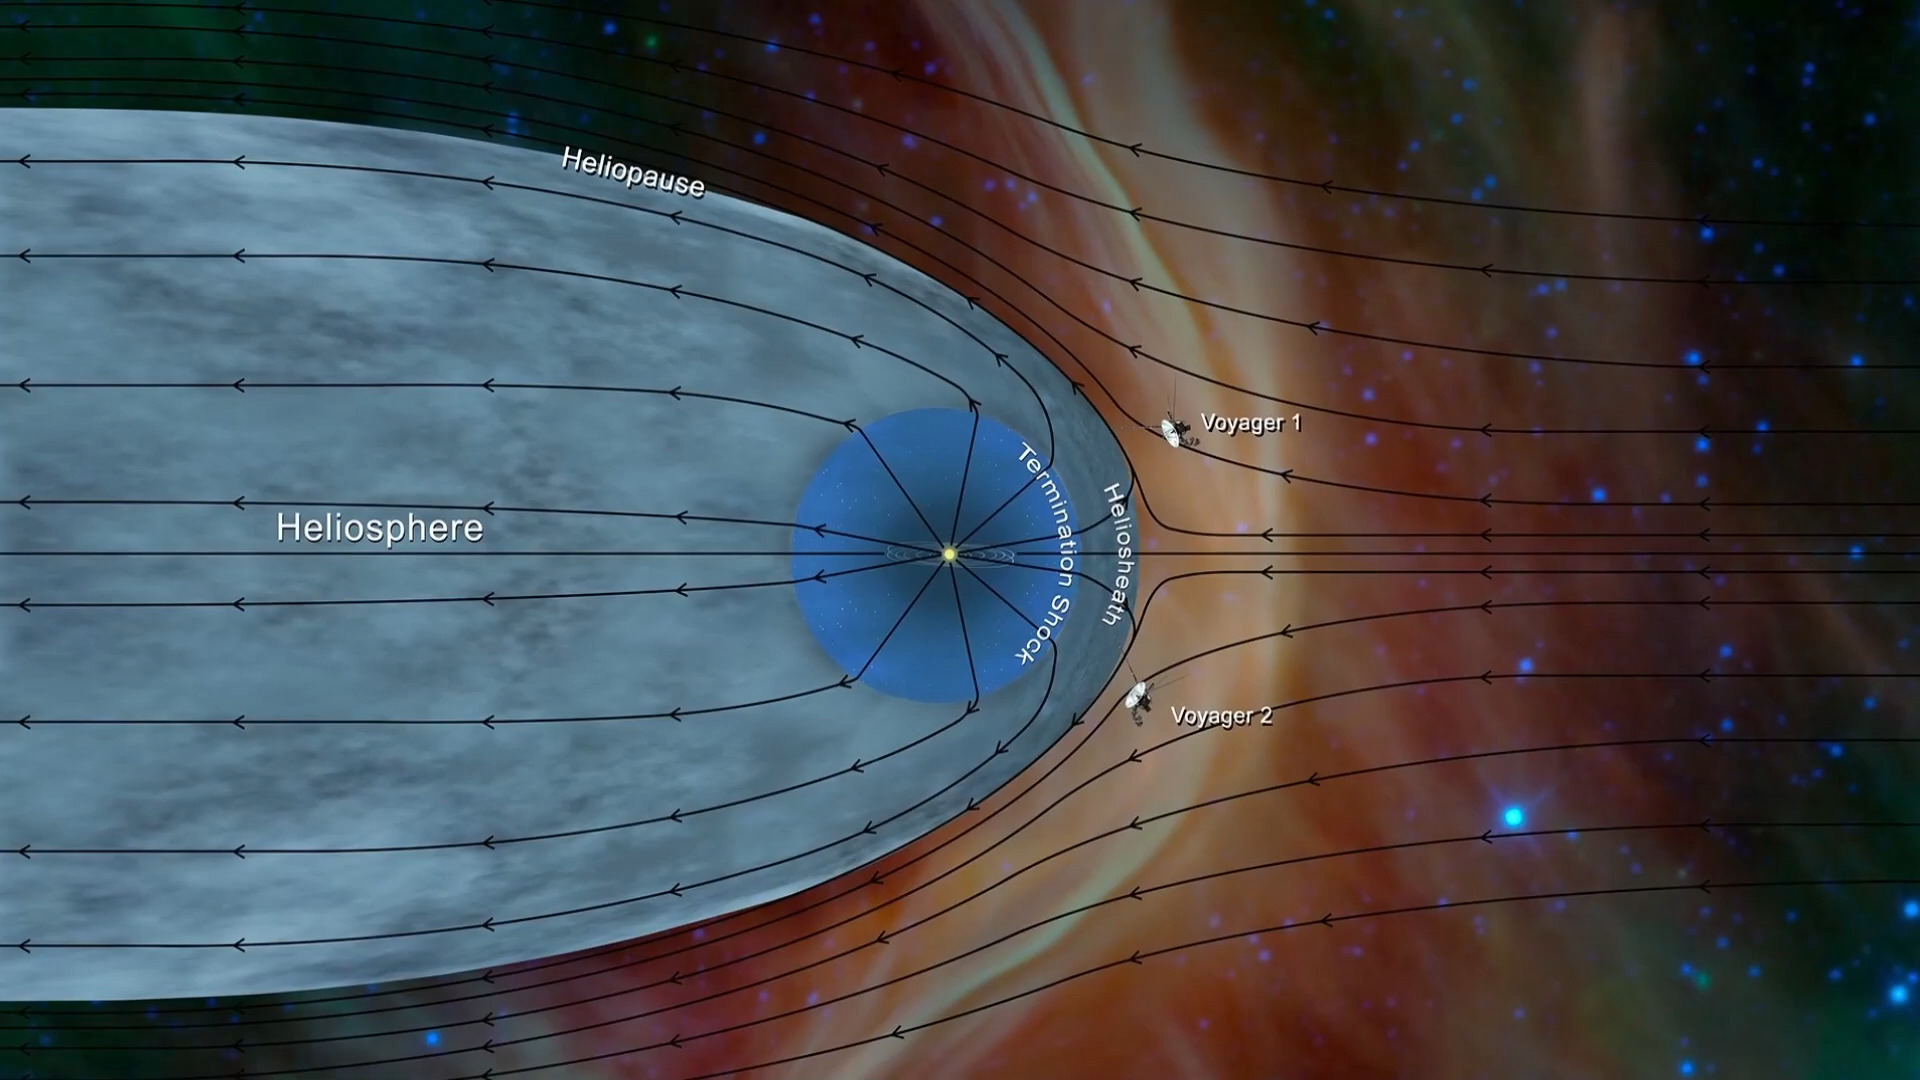 Heliopause
Voyager 1
Termination Shock
Heliosheath
Heliosphere
Voyager 2